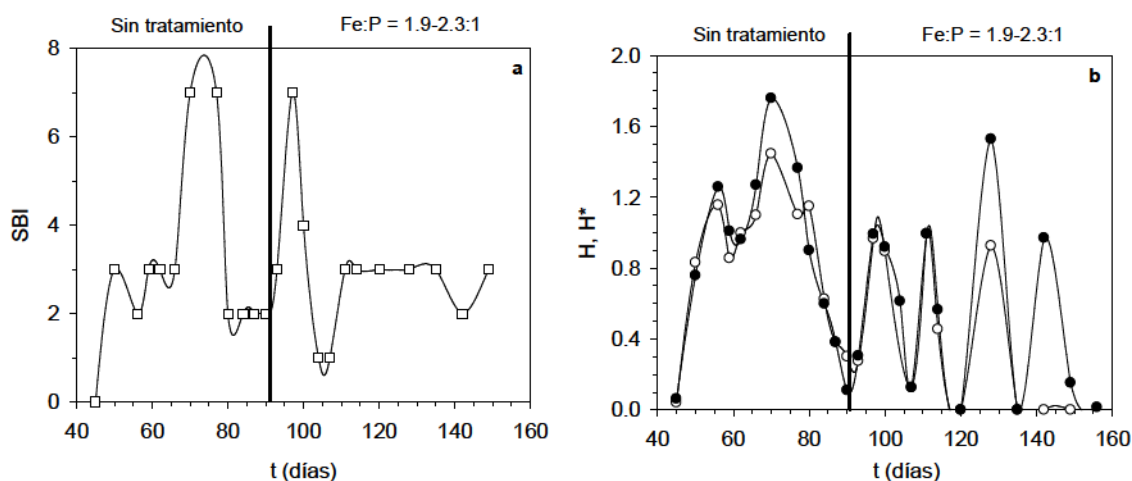 Sin tratamiento Fe:P = 1.9-2.3:1
a
8
6
4
2
0
SBI
40 60 80 100 120 140 160
t (días)
Sin tratamiento Fe:P = 1.9-2.3:1
b
2.0
1.6
1.2
0.8
0.4
0.0
H, H*
40 60 80 100 120 140 160
t (días)